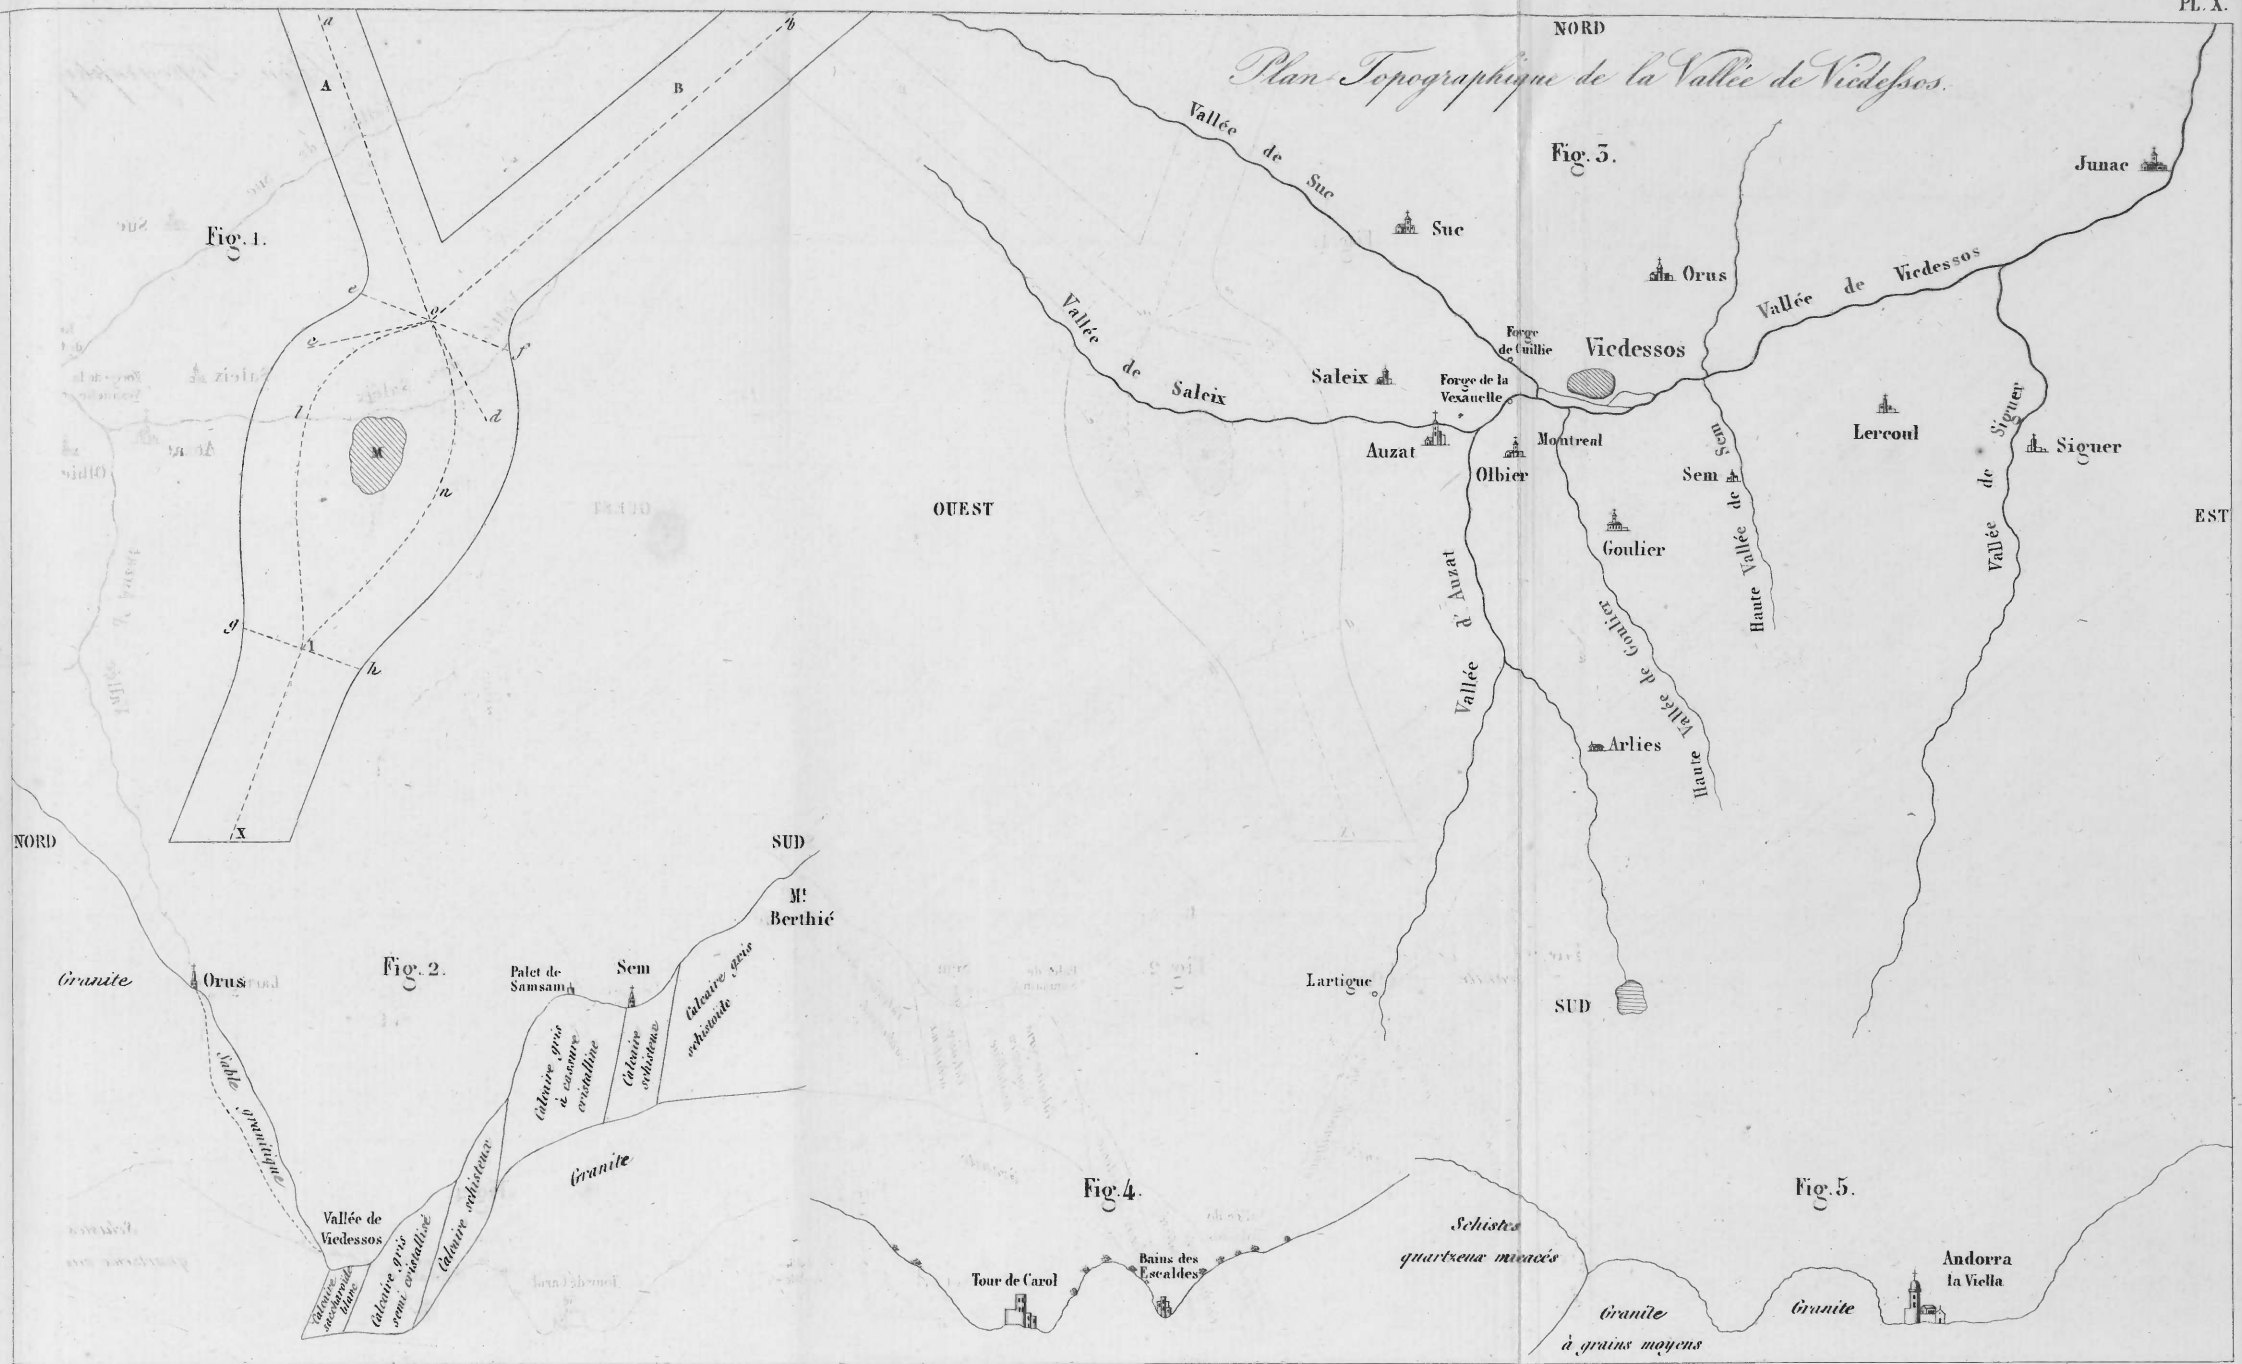 PL. X.
a
b
A
B
Fig. 1.
e
o
c
f
l
d
M
n
g
i
h
X
NORD
Plan Topographique de la Vallée de Vicdessos.
Fig. 3.
Vallée de Suc
Junac
Suc
Orus
Vallée de Vicdessos
Vallée de Saleix
Forge
de Guillie
Vicdessos
Saleix
Forge de la
Vexanelle
Auzat
Olbier
Montreal
Lercoul
Siguer
Sem
OUEST
EST
Goulier
Vallée d'Auzat
Haute Vallée de Goulier
Haute Vallée de Sem
Vallée de Siguer
Arlies
Lartigue
SUD
NORD
SUD
Mt.
Berthié
Fig. 2.
Granite
Orus
Palet de
Samsam
Sem
Sable granitique
Calcaire gris
à cassure
cristalline
Calcaire
schisteux
Calcaire gris
schistoïde
Granite
Vallée de
Vicdessos
Calcaire
saccharoïde
blanc
Calcaire gris
semi cristallisé
Calcaire schisteux
Fig. 4.
Tour de Carol
Bains des
Escaldes
Fig. 5.
Schistes
quartzeux micacés
Granite
à grains moyens
Granite
Andorra
la Viella